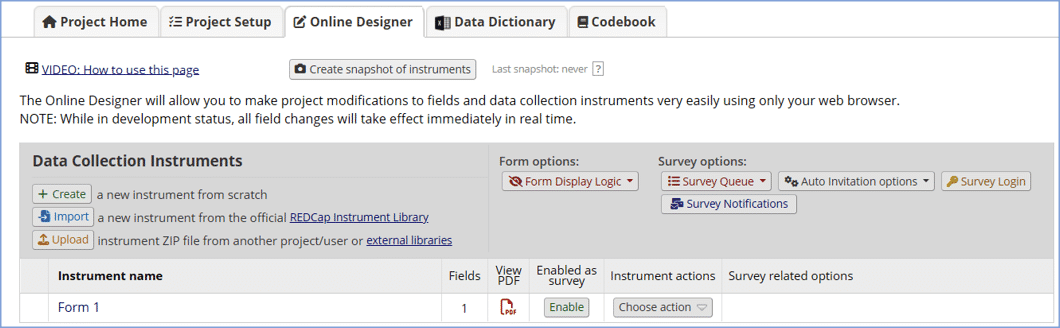 Project Home Project Setup Online Designer Data Dictionary Codebook
VIDEO: How to use this page Create snapshot of instruments Last snapshot: never ?
The Online Designer will allow you to make project modifications to fields and data collection instruments very easily using only your web browser.
NOTE: While in development status, all field changes will take effect immediately in real time.
Data Collection Instruments
+ Create a new instrument from scratch
Import a new instrument from the official REDCap Instrument Library
Upload instrument ZIP file from another project/user or external libraries
Form options:
Form Display Logic
Survey options:
Survey Queue Auto Invitation options Survey Login
Survey Notifications
Instrument name Fields View PDF Enabled as survey Instrument actions Survey related options
Form 1 1 PDF Enable Choose action